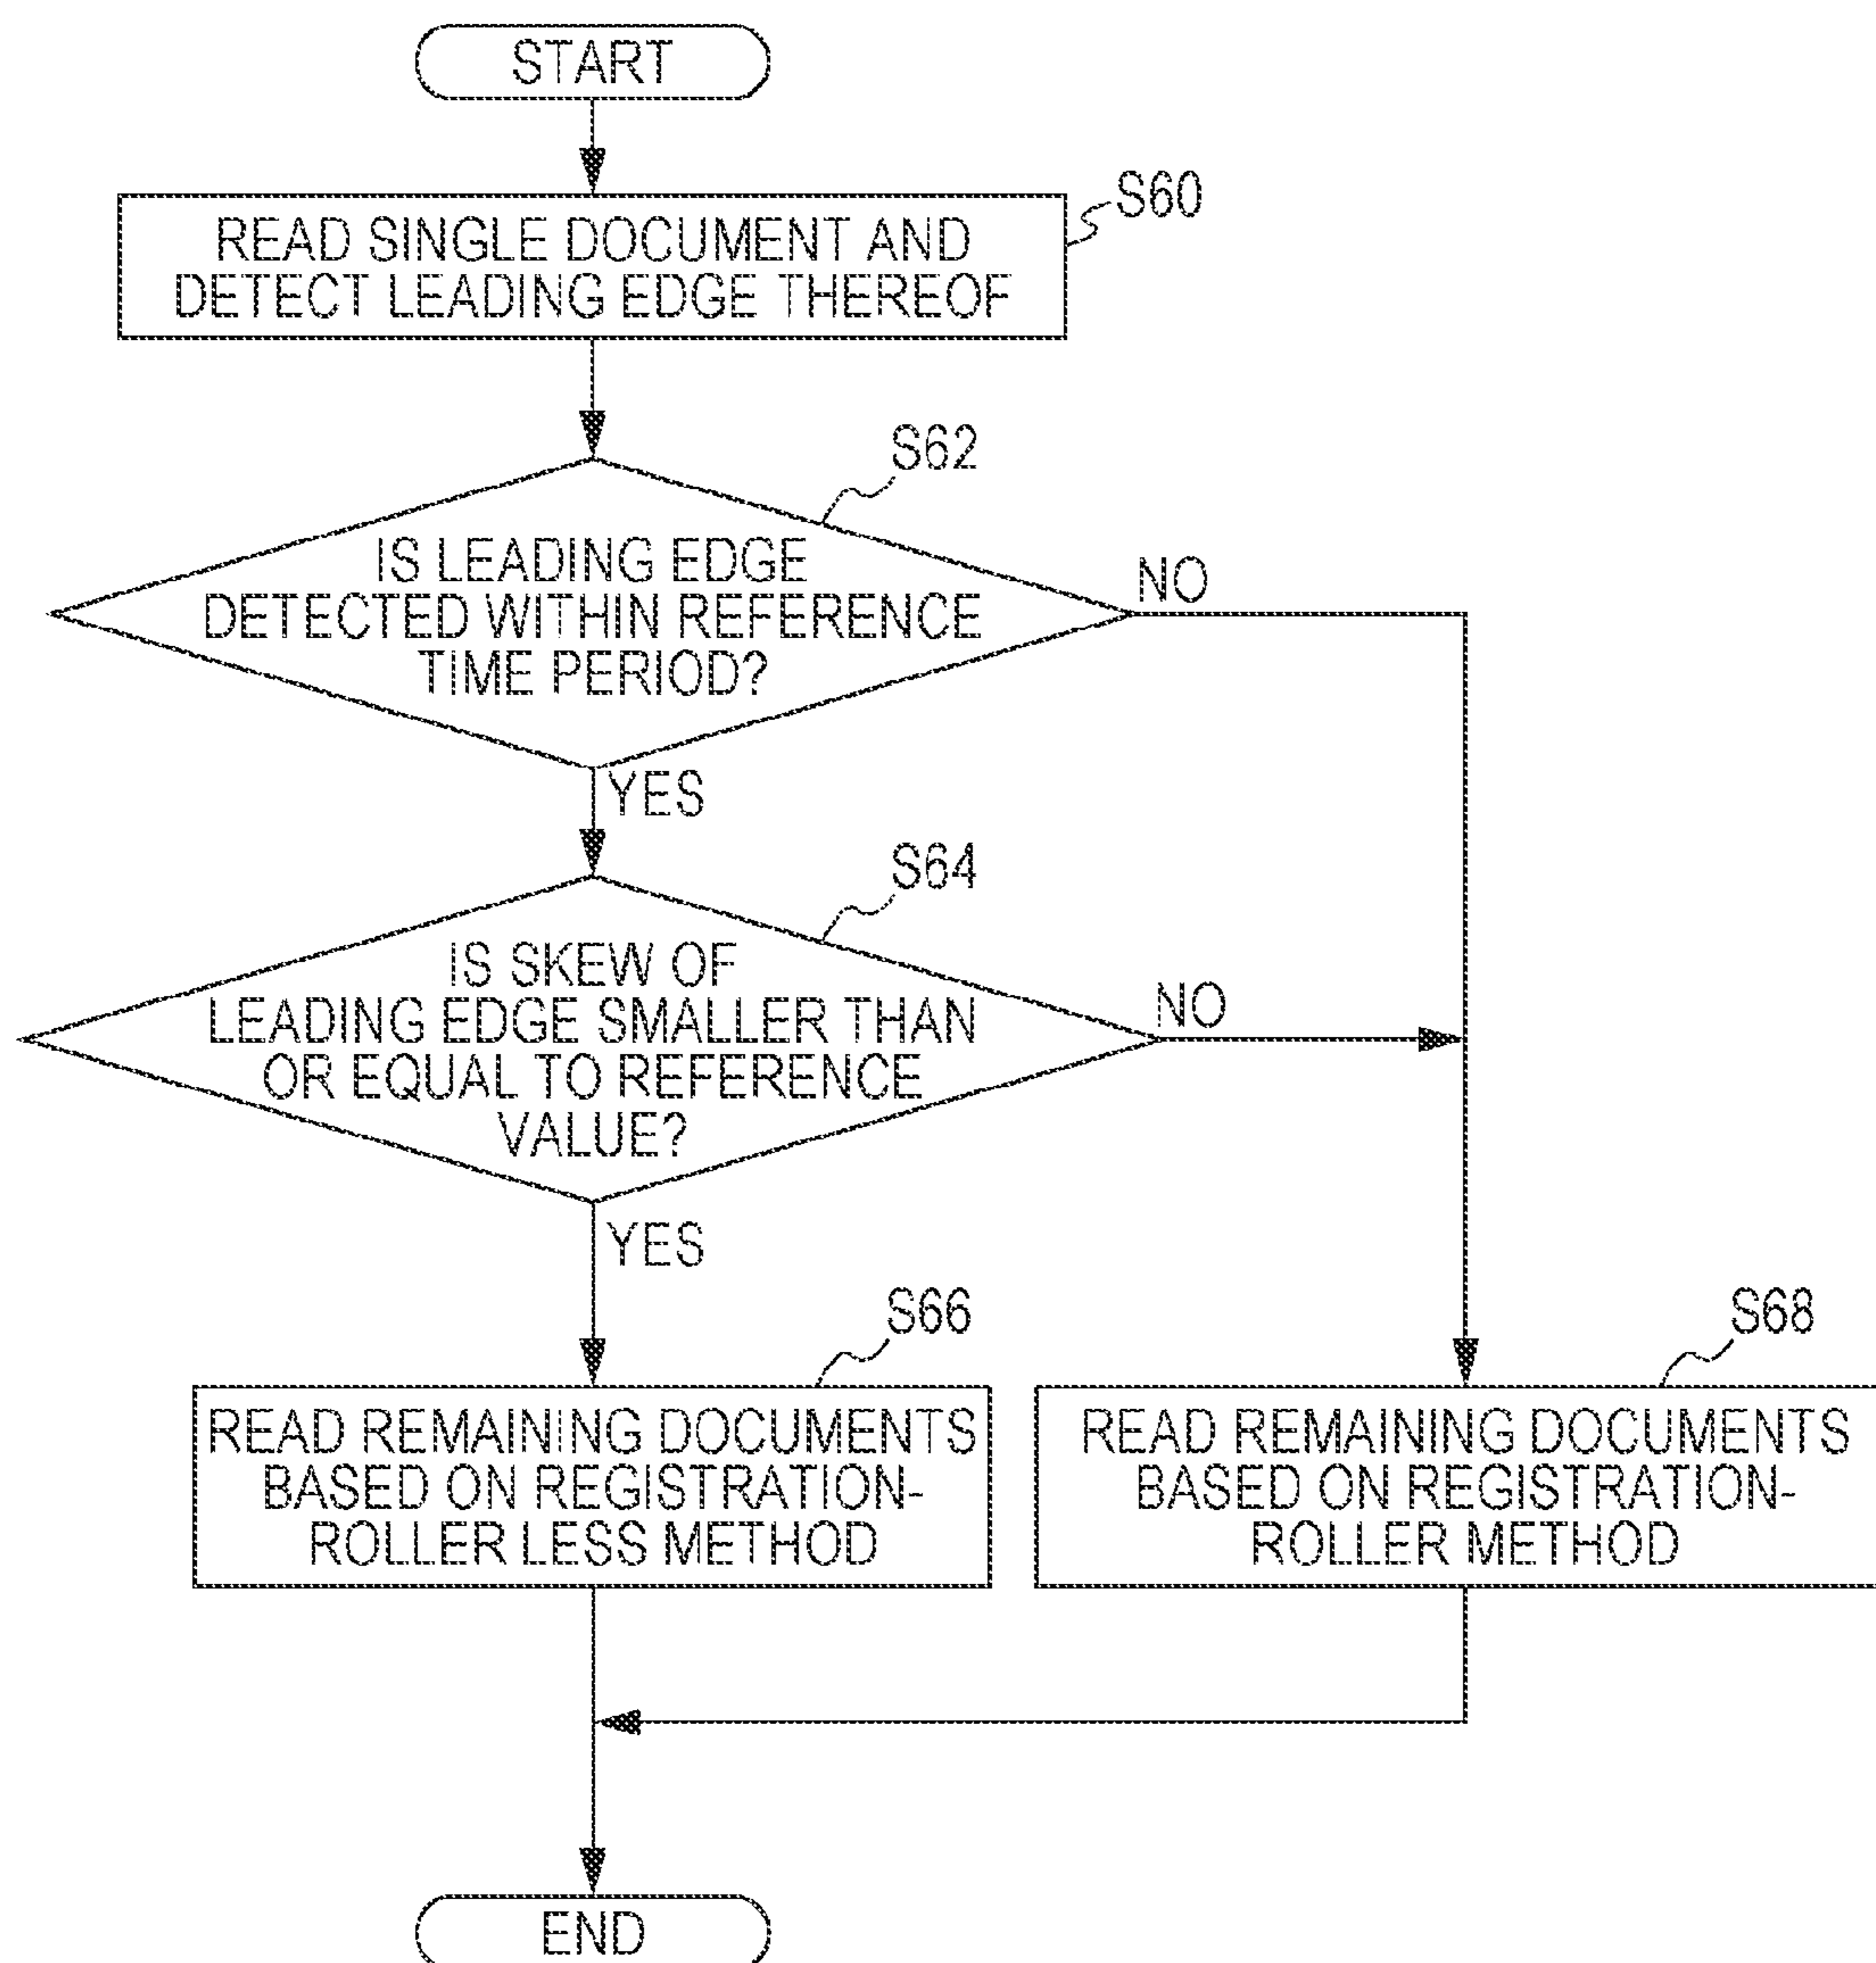 START
S60
READ SINGLE DOCUMENT AND
DETECT LEADING EDGE THEREOF
S62
IS LEADING EDGE
DETECTED WITHIN REFERENCE
TIME PERIOD?
NO
YES
S64
IS SKEW OF
LEADING EDGE SMALLER THAN
OR EQUAL TO REFERENCE
VALUE?
NO
YES
S66
READ REMAINING DOCUMENTS
BASED ON REGISTRATION-
ROLLER LESS METHOD
S68
READ REMAINING DOCUMENTS
BASED ON REGISTRATION-
ROLLER METHOD
END